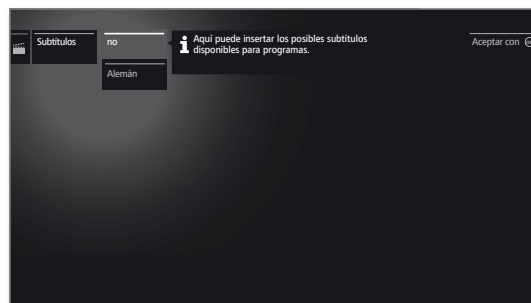 Subtítulos
no
Aquí puede insertar los posibles subtítulos
disponibles para programas.
Aceptar con
Alemán